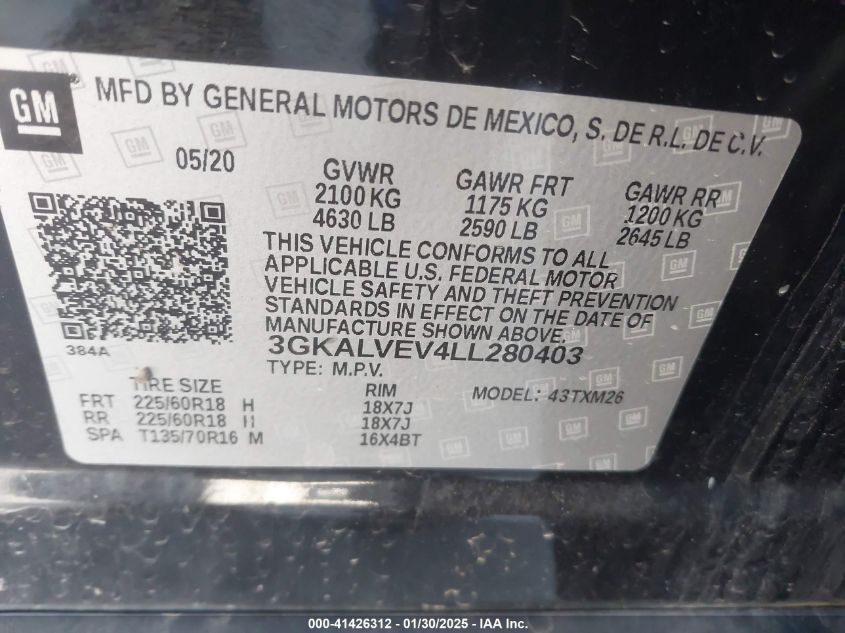 GM
MFD BY GENERAL MOTORS DE MEXICO, S. DE R.L. DE C.V.
05/20
GVWR GAWR FRT GAWR RR
2100 KG 1175 KG 1200 KG
4630 LB 2590 LB 2645 LB
THIS VEHICLE CONFORMS TO ALL
APPLICABLE U.S. FEDERAL MOTOR
VEHICLE SAFETY AND THEFT PREVENTION
STANDARDS IN EFFECT ON THE DATE OF
MANUFACTURE SHOWN ABOVE.
384A
3GKALVEV4LL280403
TYPE: M.P.V.
TIRE SIZE RIM MODEL: 43TXM26
FRT 225/60R18 H 18X7J
RR 225/60R18 H 18X7J
SPA T135/70R16 M 16X4BT
000-41426312 - 01/30/2025 - IAA Inc.